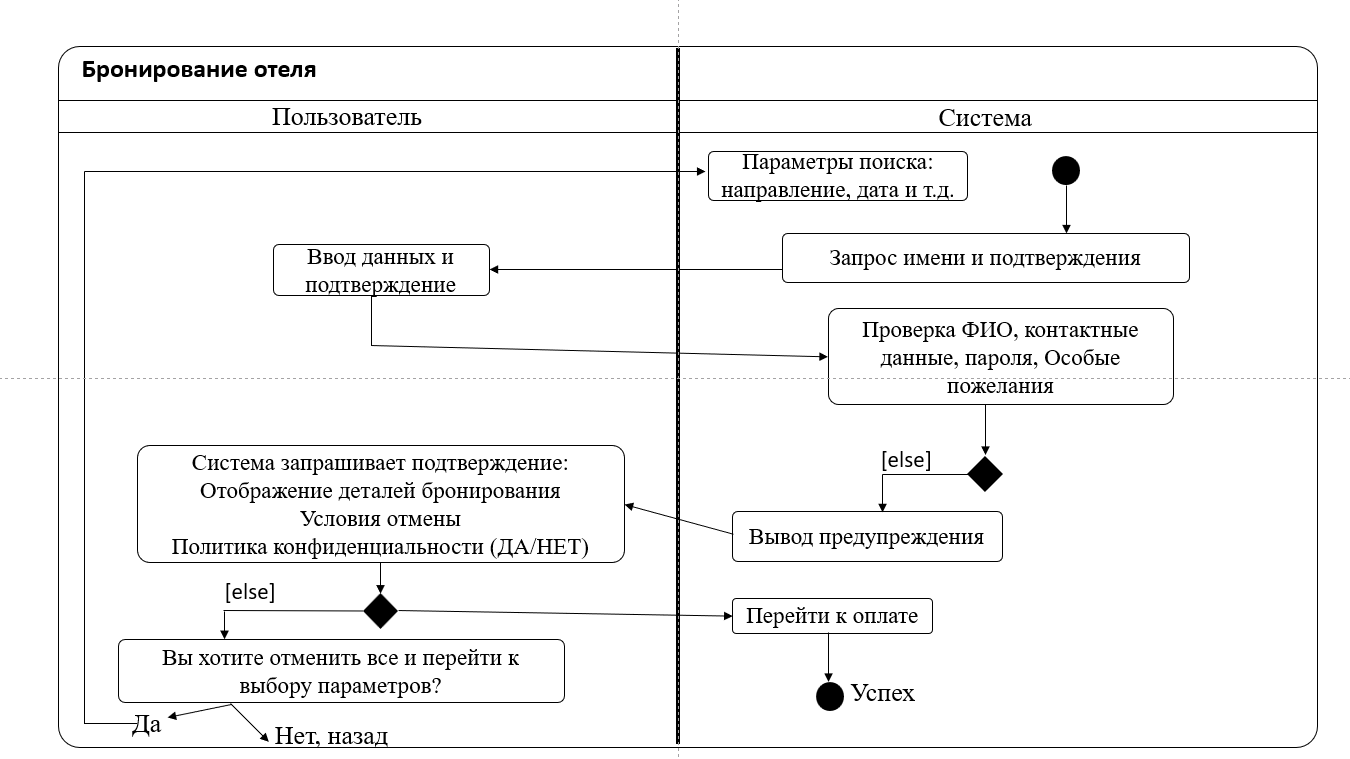 Бронирование отеля
Пользователь
Система
Параметры поиска:
направление, дата и т.д.
Запрос имени и подтверждения
Ввод данных и
подтверждение
Проверка ФИО, контактные
данные, пароля, Особые
пожелания
[else]
Система запрашивает подтверждение:
Отображение деталей бронирования
Условия отмены
Политика конфиденциальности (ДА/НЕТ)
Вывод предупреждения
[else]
Перейти к оплате
Вы хотите отменить все и перейти к
выбору параметров?
Успех
Да
Нет, назад